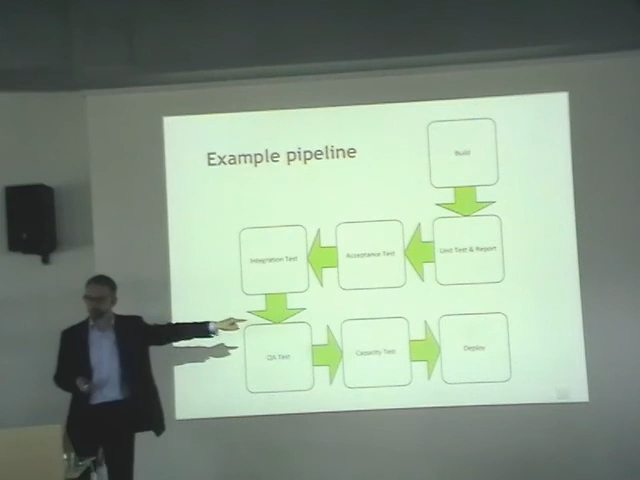 Example pipeline
Build
Unit Test & Report
Acceptance Test
Integration Test
QA Test
Capacity Test
Deploy